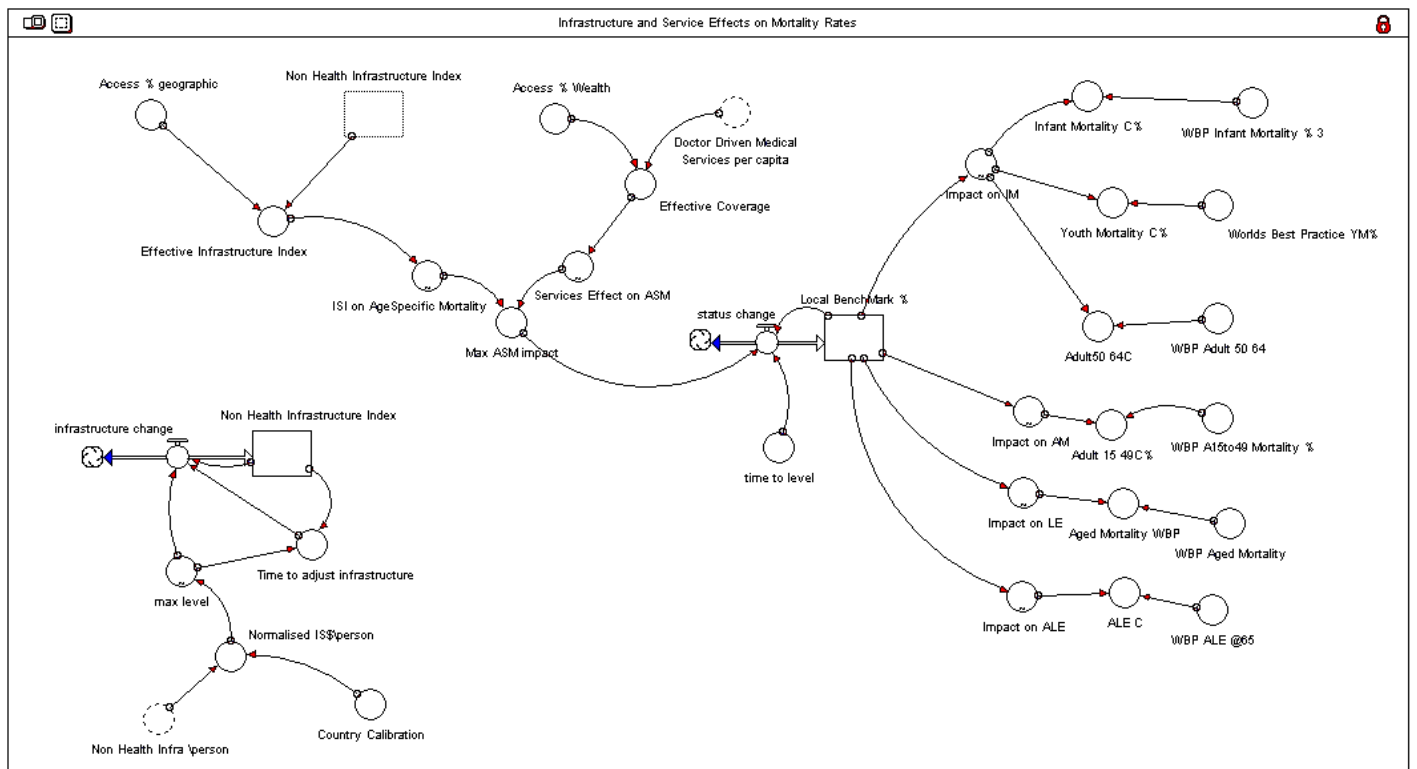 Infrastructure and Service Effects on Mortality Rates
Access % geographic
Non Health Infrastructure Index
Access % Wealth
Doctor Driven Medical
Services per capita
Infant Mortality C%
WBP Infant Mortality % 3
Impact on IM
Effective Coverage
Youth Mortality C%
Worlds Best Practice YM%
Effective Infrastructure Index
ISI on AgeSpecific Mortality
Services Effect on ASM
Local BenchMark %
status change
Max ASM impact
Adult50 64C
WBP Adult 50 64
Non Health Infrastructure Index
infrastructure change
Impact on AM
Adult 15 49C%
WBP A15to49 Mortality %
time to level
Impact on LE
Aged Mortality WBP
WBP Aged Mortality
Time to adjust infrastructure
max level
Impact on ALE
ALE C
WBP ALE @65
Normalised IS$\person
Country Calibration
Non Health Infra \person